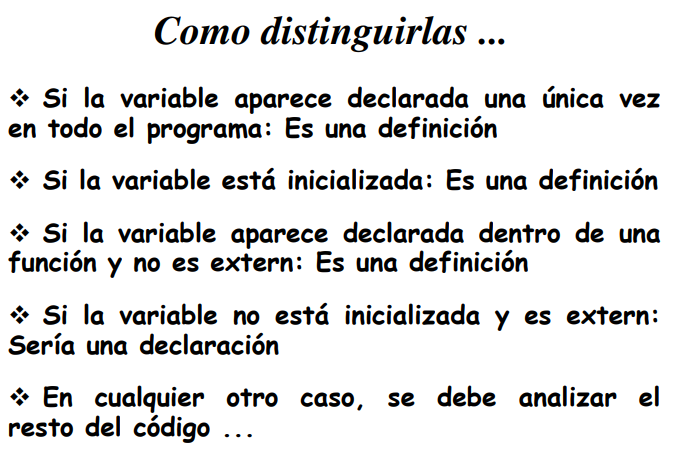 Como distinguirlas ...
❖ Si la variable aparece declarada una única vez
en todo el programa: Es una definición
❖ Si la variable está inicializada: Es una definición
❖ Si la variable aparece declarada dentro de una
función y no es extern: Es una definición
❖ Si la variable no está inicializada y es extern:
Sería una declaración
❖ En cualquier otro caso, se debe analizar el
resto del código ...